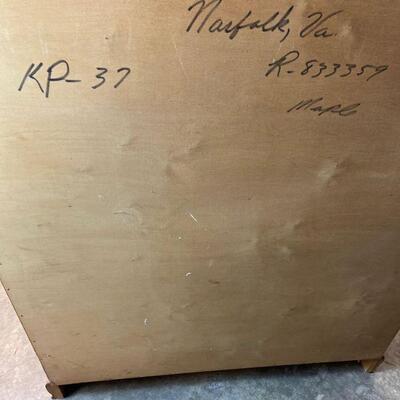 Norfolk, Va.
KP-37
R-833359
Maple